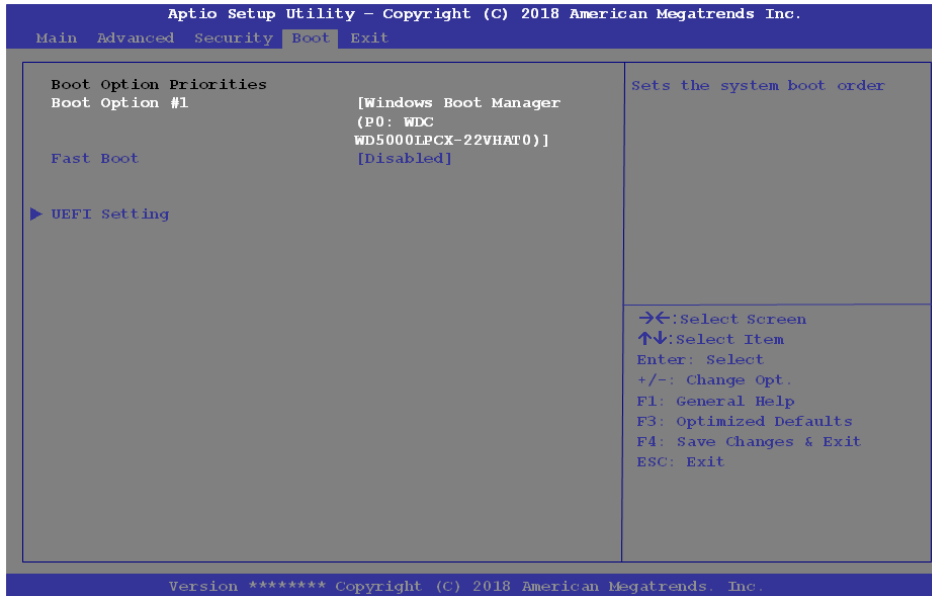 Aptio Setup Utility – Copyright (C) 2018 American Megatrends Inc.
Main Advanced Security Boot Exit
Boot Option Priorities
Boot Option #1 [Windows Boot Manager
(P0: WDC
WD5000LPCX-22VHAT0)]
Fast Boot [Disabled]
▶ UEFI Setting
Sets the system boot order
→←:Select Screen
↑↓:Select Item
Enter: Select
+/-: Change Opt.
F1: General Help
F3: Optimized Defaults
F4: Save Changes & Exit
ESC: Exit
Version ******** Copyright (C) 2018 American Megatrends. Inc.